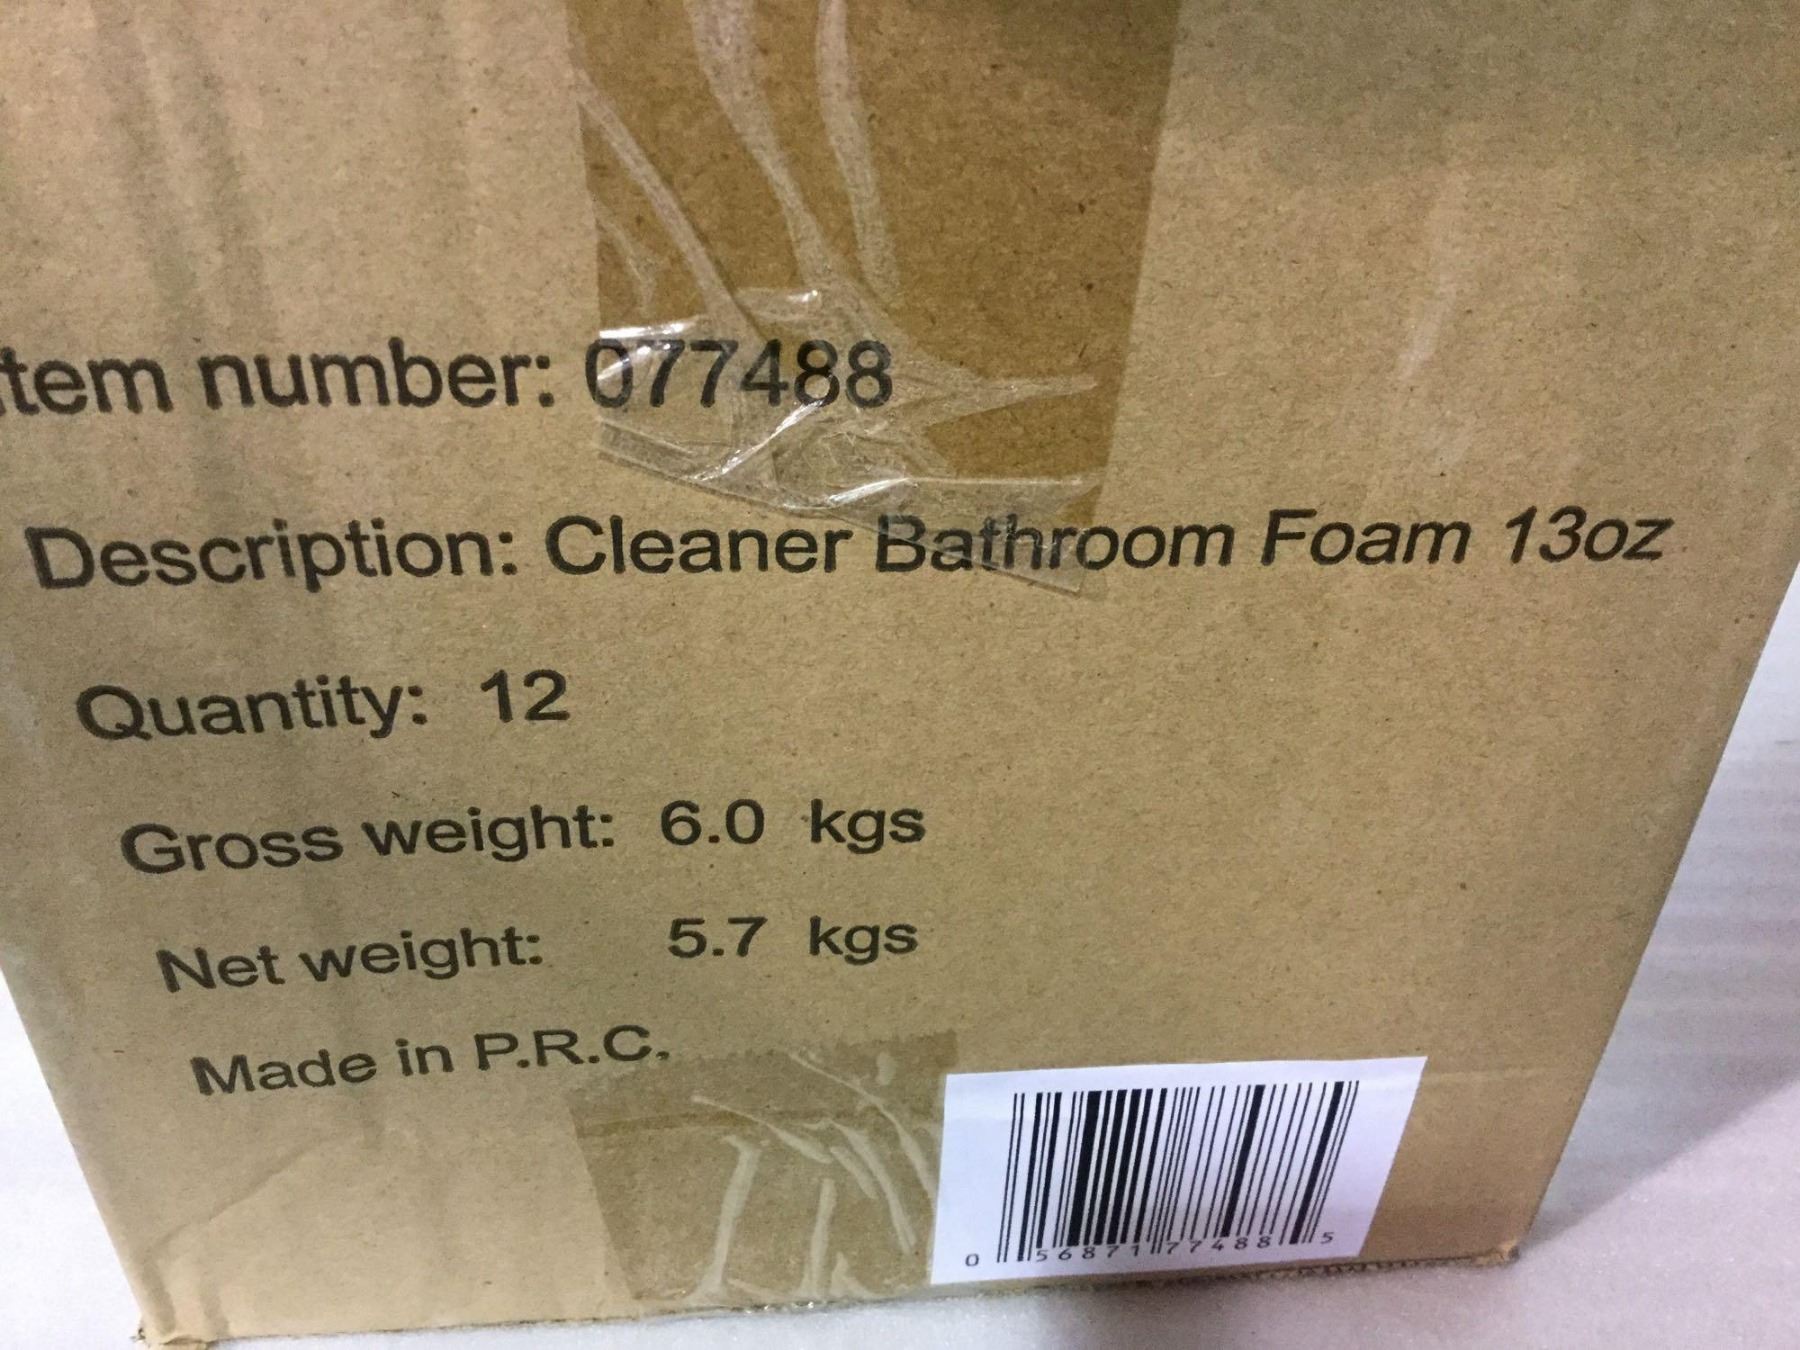 tem number: 077488
Description: Cleaner Bathroom Foam 13oz
Quantity: 12
Gross weight: 6.0 kgs
Net weight: 5.7 kgs
Made in P.R.C.
0 56871 77488 5